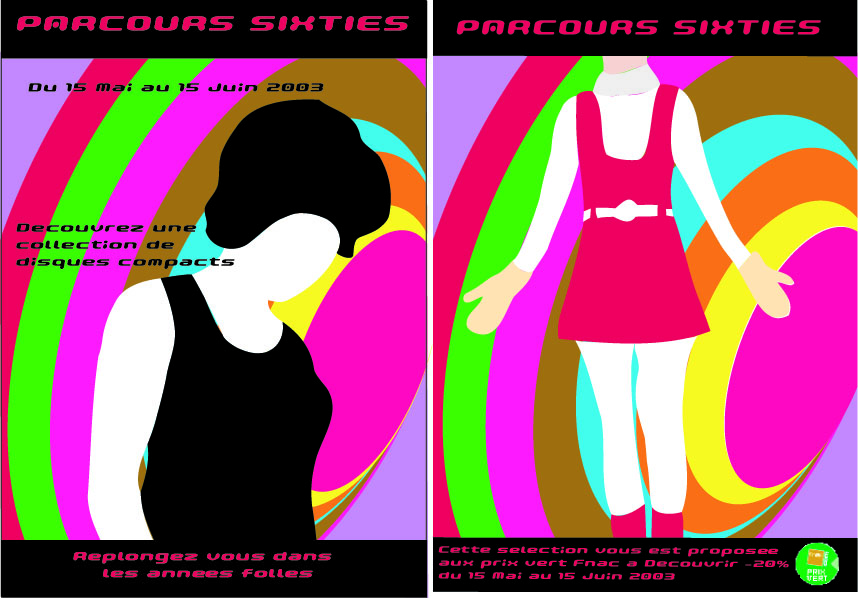 PARCOURS SIXTIES
Du 15 Mai au 15 Juin 2003
Decouvrez une
collection de
disques compacts
Replongez vous dans
les annees folles
PARCOURS SIXTIES
Cette selection vous est proposee
aux prix vert Fnac a Decouvrir -20%
du 15 Mai au 15 Juin 2003
PRIX
VERT